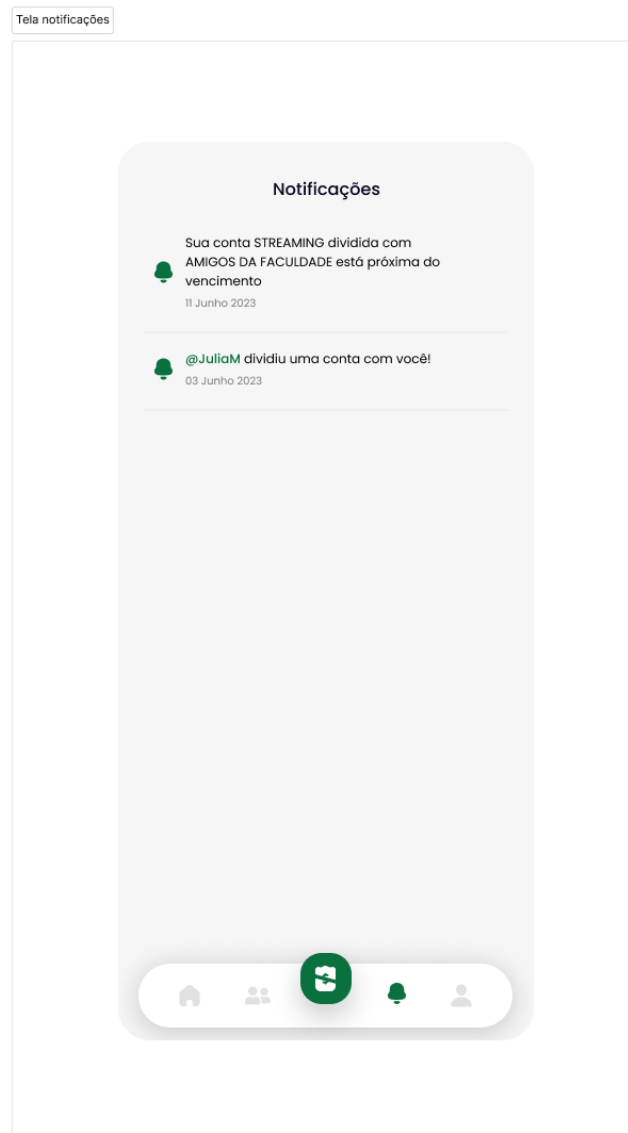 Tela notificações
Notificações
Sua conta STREAMING dividida com
AMIGOS DA FACULDADE está próxima do
vencimento
11 Junho 2023
@JuliaM dividiu uma conta com você!
03 Junho 2023
$